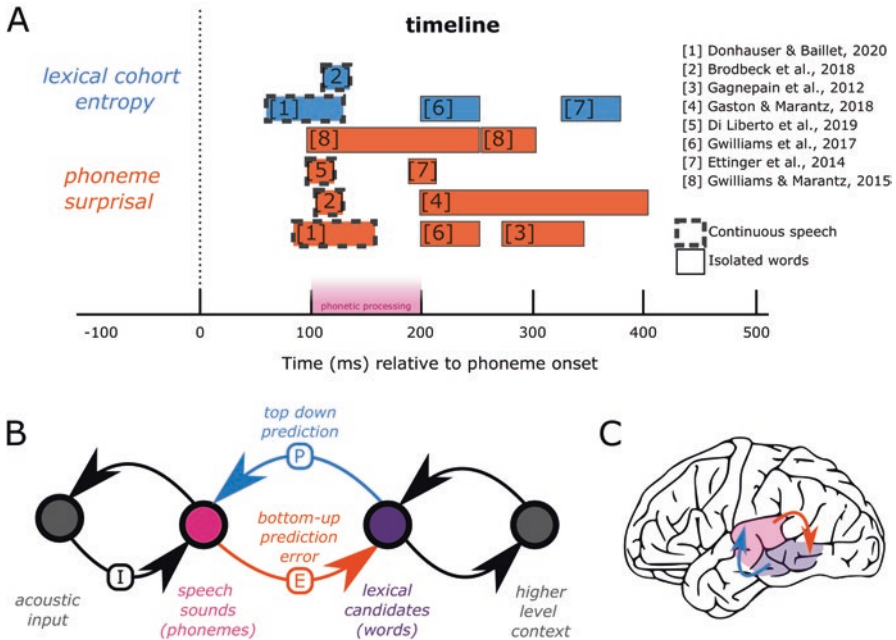 A
timeline
lexical cohort
entropy
phoneme
surprisal
[2]
[1]
[6]
[7]
[8]
[8]
[5]
[7]
[2]
[4]
[1]
[6]
[3]
[1] Donhauser & Baillet, 2020
[2] Brodbeck et al., 2018
[3] Gagnepain et al., 2012
[4] Gaston & Marantz, 2018
[5] Di Liberto et al., 2019
[6] Gwilliams et al., 2017
[7] Ettinger et al., 2014
[8] Gwilliams & Marantz, 2015
Continuous speech
Isolated words
phonetic processing
-100 0 100 200 300 400 500
Time (ms) relative to phoneme onset
B
top down
prediction
P
bottom-up
prediction
error
I
E
acoustic
input
speech
sounds
(phonemes)
lexical
candidates
(words)
higher
level
context
C